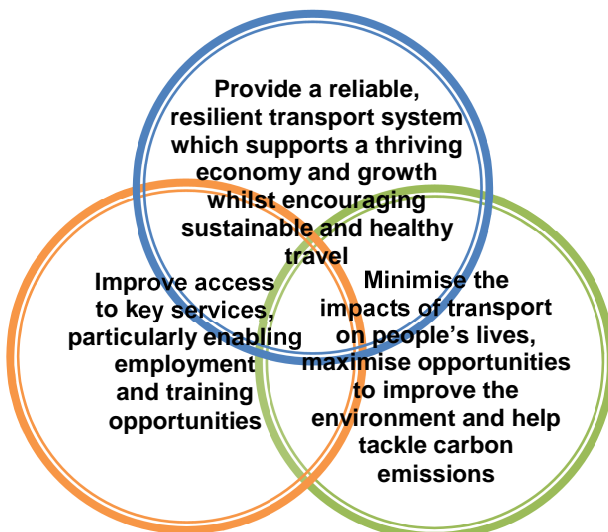 Provide a reliable,
resilient transport system
which supports a thriving
economy and growth
whilst encouraging
sustainable and healthy
travel
Improve access
to key services,
particularly enabling
employment
and training
opportunities
Minimise the
impacts of transport
on people's lives,
maximise opportunities
to improve the
environment and help
tackle carbon
emissions